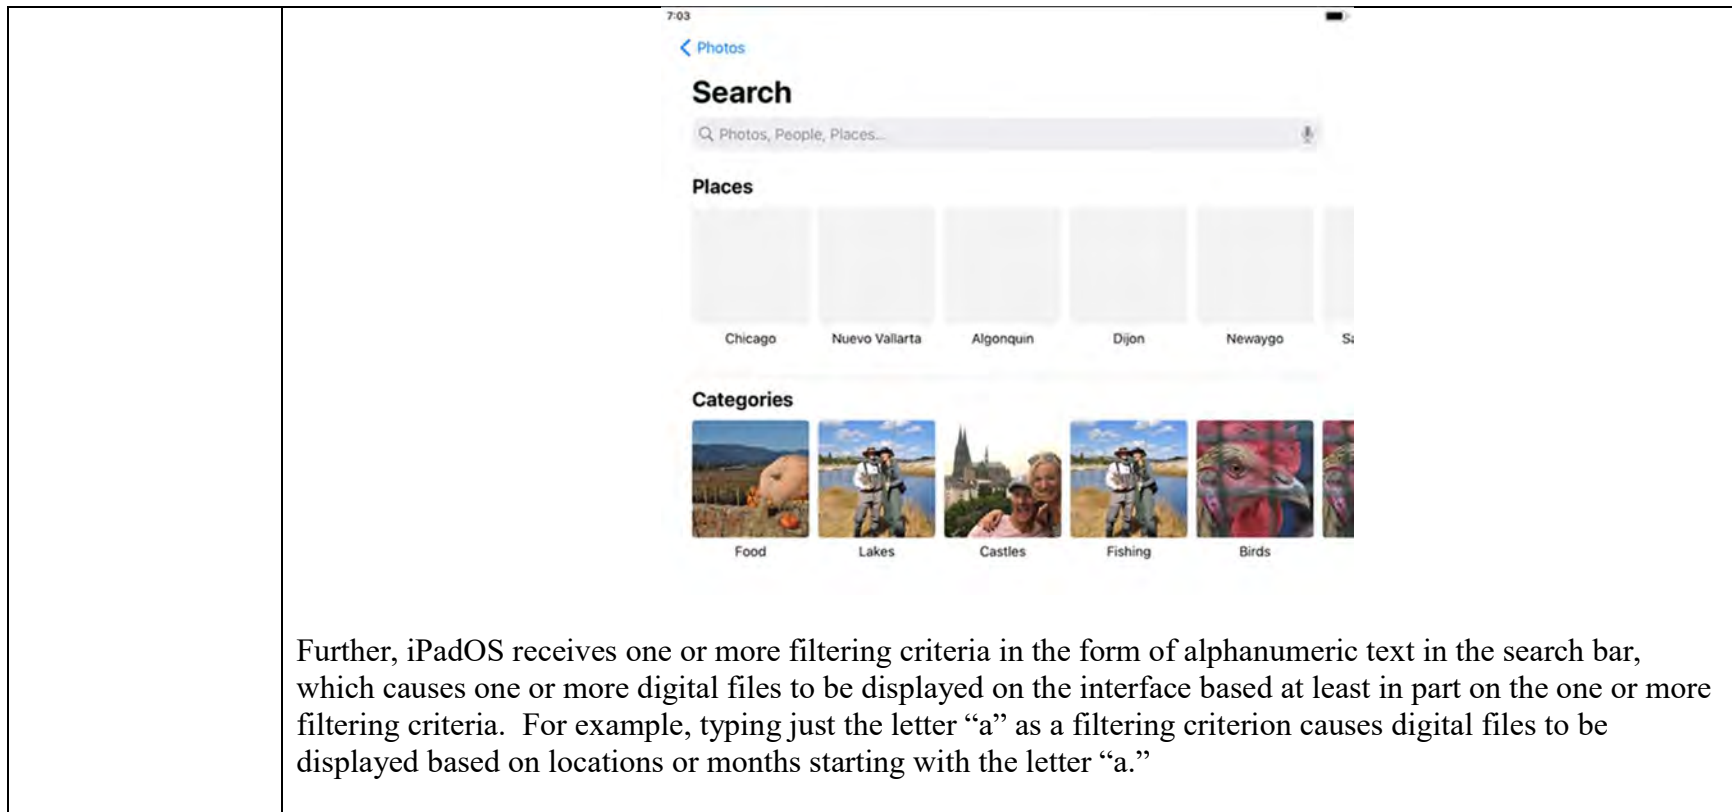 7:03
Photos
Search
Photos, People, Places...
Places
Chicago Nuevo Vallarta Algonquin Dijon Newaygo Sa
Categories
Food Lakes Castles Fishing Birds
Further, iPadOS receives one or more filtering criteria in the form of alphanumeric text in the search bar,
which causes one or more digital files to be displayed on the interface based at least in part on the one or more
filtering criteria.  For example, typing just the letter “a” as a filtering criterion causes digital files to be
displayed based on locations or months starting with the letter “a.”